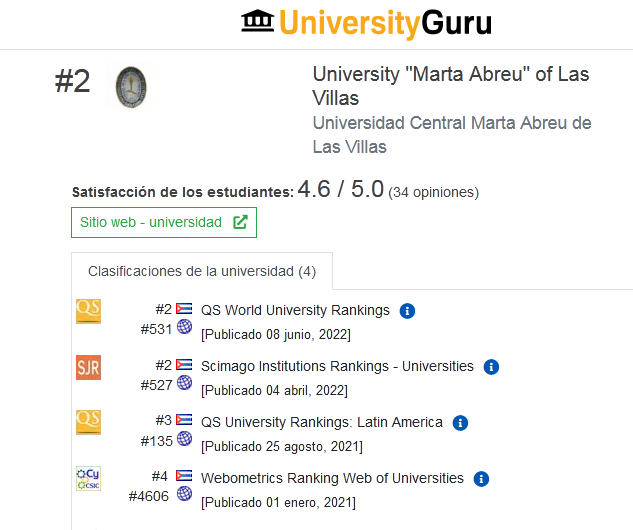 UniversityGuru
#2
University "Marta Abreu" of Las
Villas
Universidad Central Marta Abreu de
Las Villas
Satisfacción de los estudiantes: 4.6 / 5.0 (34 opiniones)
Sitio web - universidad
Clasificaciones de la universidad (4)
QS #2 QS World University Rankings
#531 [Publicado 08 junio, 2022]
SJR #2 Scimago Institutions Rankings - Universities
#527 [Publicado 04 abril, 2022]
QS #3 QS University Rankings: Latin America
#135 [Publicado 25 agosto, 2021]
Cy #4 Webometrics Ranking Web of Universities
CSIC #4606 [Publicado 01 enero, 2021]